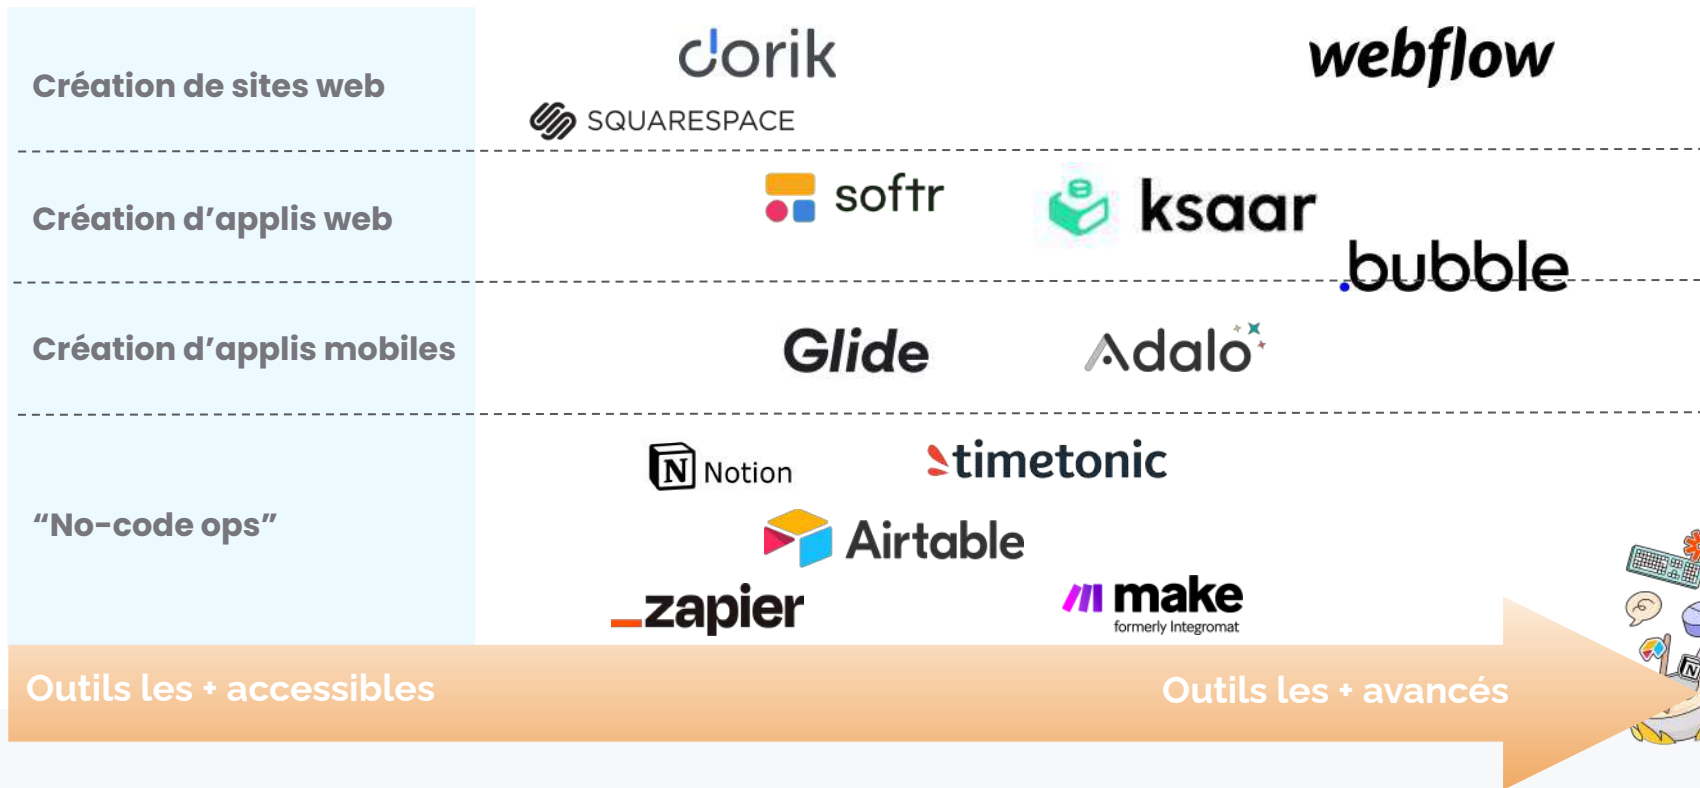 Création de sites web
dorik
webflow
SQUARESPACE
Création d’applis web
softr
ksaar
.bubble
Création d’applis mobiles
Glide
Adalo
“No-code ops”
N Notion
timetonic
Airtable
_zapier
make
formerly Integromat
Outils les + accessibles
Outils les + avancés
N